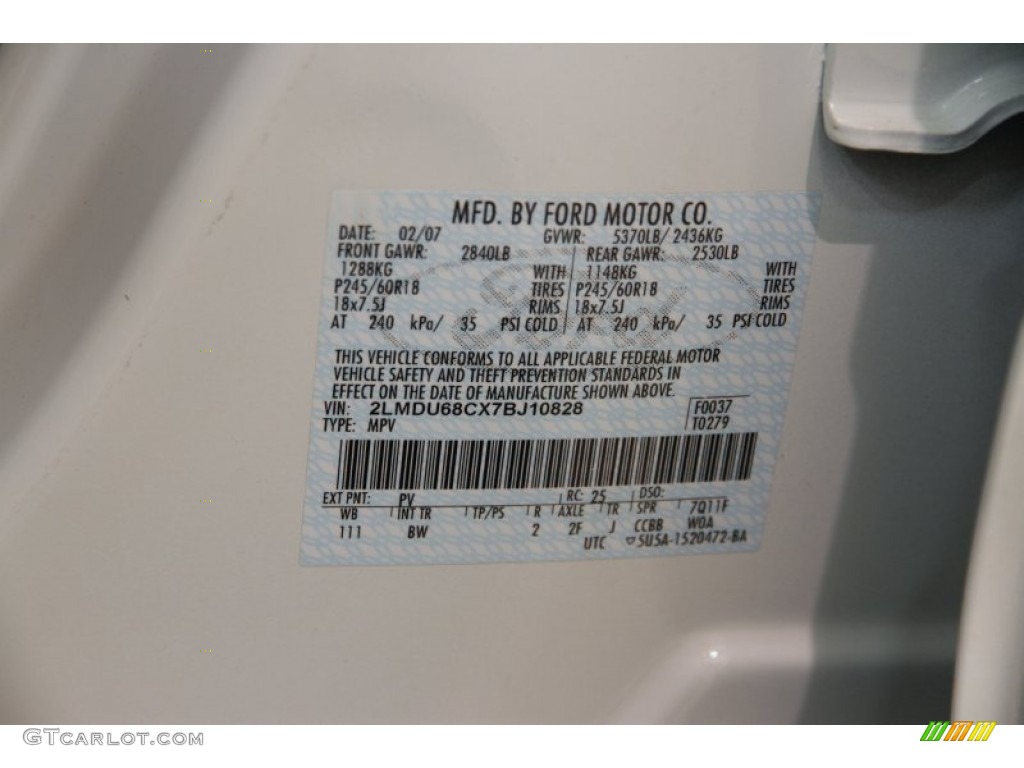 MFD. BY FORD MOTOR CO.
DATE: 02/07 GVWR: 5370LB/ 2436KG
FRONT GAWR: 2840LB REAR GAWR: 2530LB
1288KG WITH 1148KG WITH
P245/60R18 TIRES P245/60R18 TIRES
18x7.5J RIMS 18x7.5J RIMS
AT 240 kPa/ 35 PSI COLD AT 240 kPa/ 35 PSI COLD
THIS VEHICLE CONFORMS TO ALL APPLICABLE FEDERAL MOTOR
VEHICLE SAFETY AND THEFT PREVENTION STANDARDS IN
EFFECT ON THE DATE OF MANUFACTURE SHOWN ABOVE.
VIN: 2LMDU68CX7BJ10828 F0037
TYPE: MPV T0279
EXT PNT: PV RC: 25 DSO:
WB INT TR TP/PS R AXLE TR SPR 7Q11F
111 BW 2 2F J CCBB WOA
UTC ▽5U5A-1520472-BA
GTCARLOT.COM